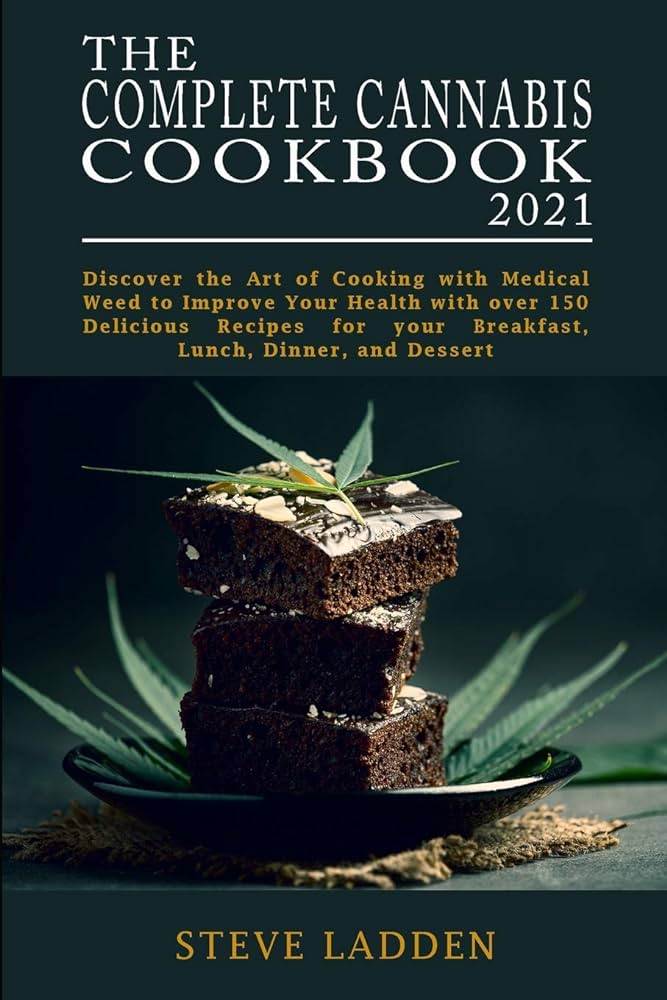 THE
COMPLETE CANNABIS
COOKBOOK
2021
Discover the Art of Cooking with Medical
Weed to Improve Your Health with over 150
Delicious Recipes for your Breakfast,
Lunch, Dinner, and Dessert
STEVE LADDEN